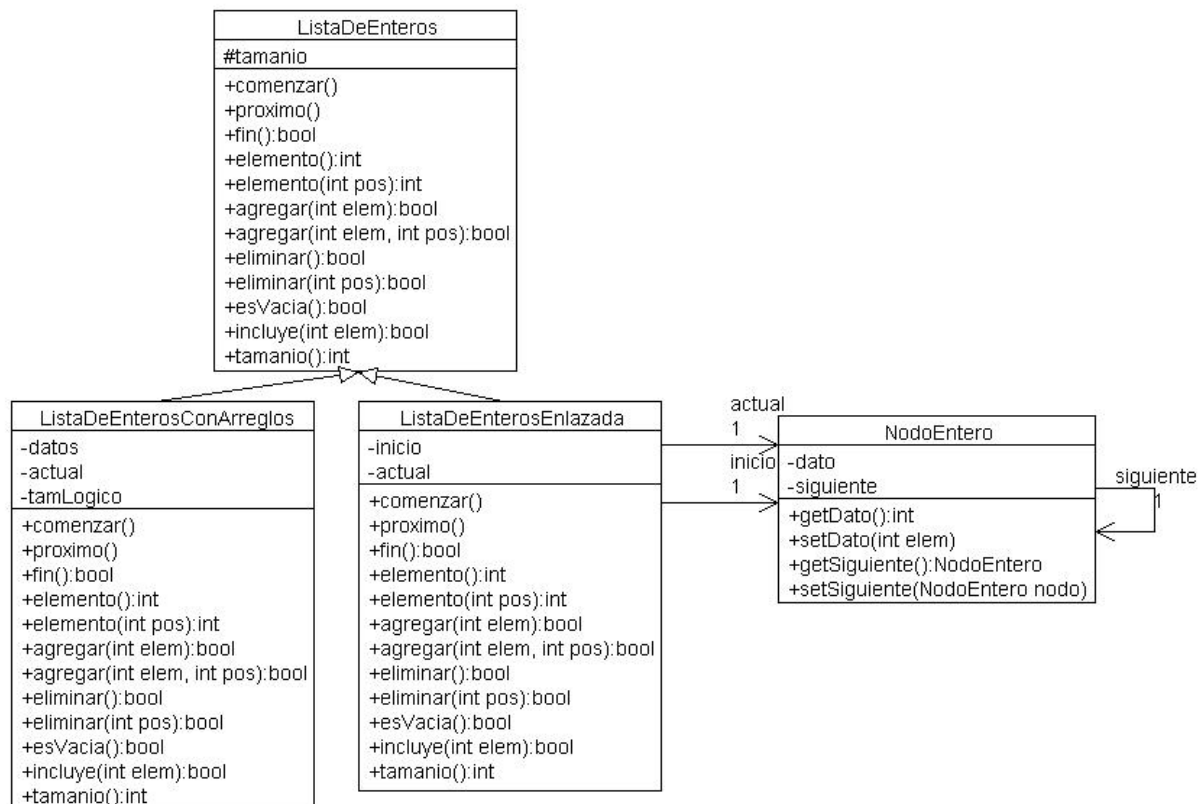 ListaDeEnteros
#tamanio
+comenzar()
+proximo()
+fin():bool
+elemento():int
+elemento(int pos):int
+agregar(int elem):bool
+agregar(int elem, int pos):bool
+eliminar():bool
+eliminar(int pos):bool
+esVacia():bool
+incluye(int elem):bool
+tamanio():int
ListaDeEnterosConArreglos
-datos
-actual
-tamLogico
+comenzar()
+proximo()
+fin():bool
+elemento():int
+elemento(int pos):int
+agregar(int elem):bool
+agregar(int elem, int pos):bool
+eliminar():bool
+eliminar(int pos):bool
+esVacia():bool
+incluye(int elem):bool
+tamanio():int
ListaDeEnterosEnlazada
-inicio
-actual
+comenzar()
+proximo()
+fin():bool
+elemento():int
+elemento(int pos):int
+agregar(int elem):bool
+agregar(int elem, int pos):bool
+eliminar():bool
+eliminar(int pos):bool
+esVacia():bool
+incluye(int elem):bool
+tamanio():int
actual
1
inicio
1
NodoEntero
-dato
-siguiente
+getDato():int
+setDato(int elem)
+getSiguiente():NodoEntero
+setSiguiente(NodoEntero nodo)
siguiente
1